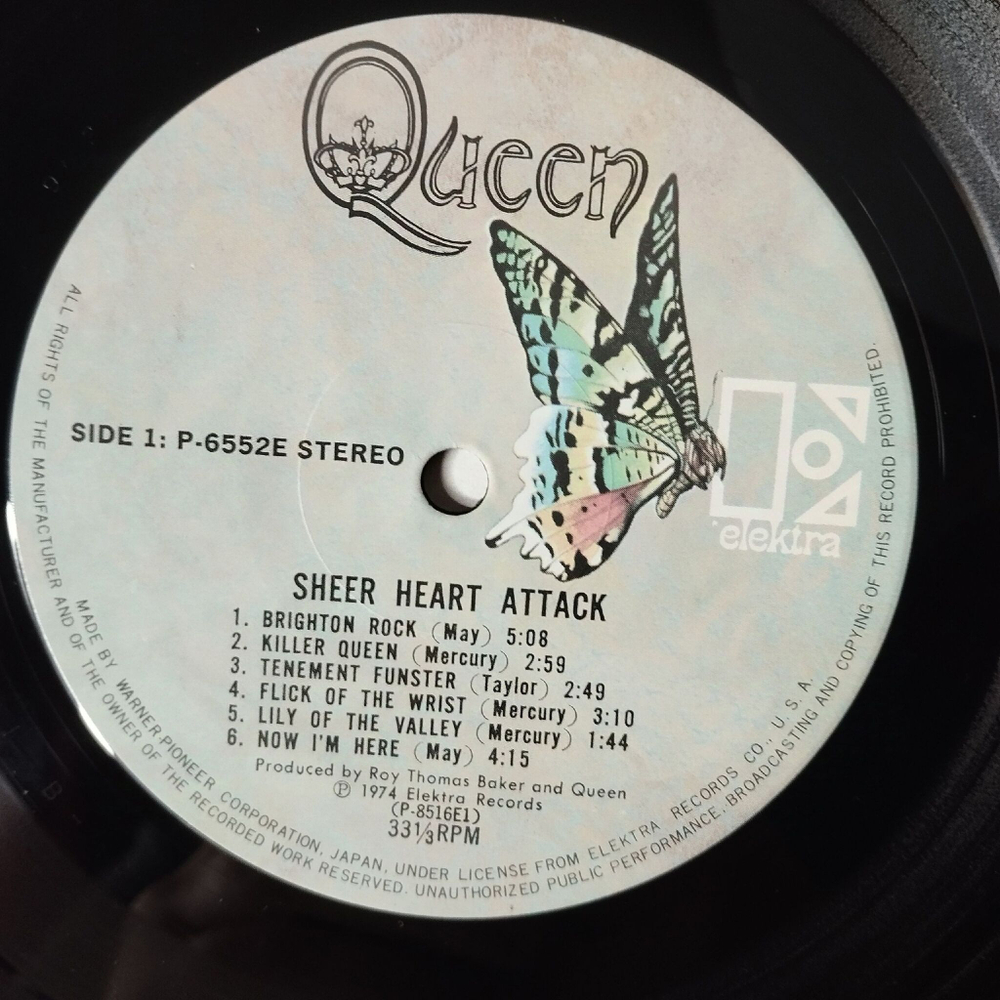 Queen
elektra
SIDE 1: P-6552E STEREO
SHEER HEART ATTACK
1. BRIGHTON ROCK (May) 5:08
2. KILLER QUEEN (Mercury) 2:59
3. TENEMENT FUNSTER (Taylor) 2:49
4. FLICK OF THE WRIST (Mercury) 3:10
5. LILY OF THE VALLEY (Mercury) 1:44
6. NOW I'M HERE (May) 4:15
Produced by Roy Thomas Baker and Queen
Ⓟ 1974 Elektra Records
(P-8516E1)
33⅓RPM
MADE BY WARNER-PIONEER CORPORATION, JAPAN, UNDER LICENSE FROM ELEKTRA RECORDS CO., U. S. A.
ALL RIGHTS OF THE MANUFACTURER AND OF THE OWNER OF THE RECORDED WORK RESERVED. UNAUTHORIZED PUBLIC PERFORMANCE. BROADCASTING AND COPYING OF THIS RECORD PROHIBITED.